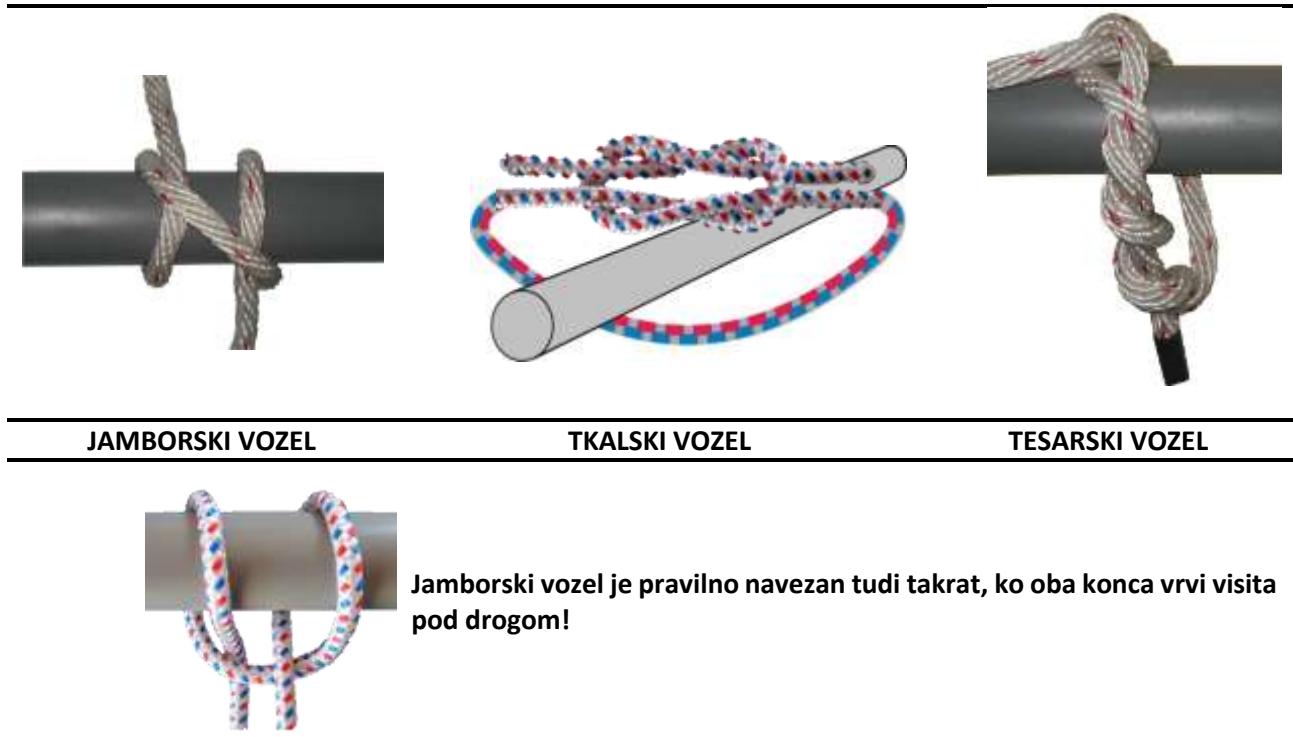 JAMBORSKI VOZEL TKALSKI VOZEL TESARSKI VOZEL
Jamborski vozel je pravilno navezan tudi takrat, ko oba konca vrvi visita
pod drogom!